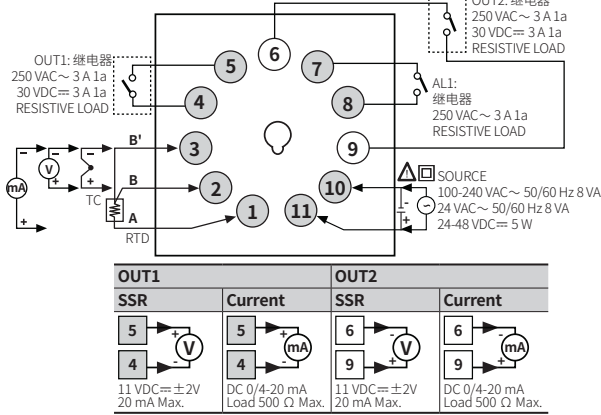 OUT2: 继电器
250 VAC～ 3 A 1a
30 VDC⎓ 3 A 1a
RESISTIVE LOAD
OUT1: 继电器
250 VAC～ 3 A 1a
30 VDC⎓ 3 A 1a
RESISTIVE LOAD
5
6
7
4
8
AL1:
继电器
250 VAC～ 3 A 1a
RESISTIVE LOAD
B'
3
9
mA
V
TC
B
2
10
SOURCE
100-240 VAC～ 50/60 Hz 8 VA
24 VAC～ 50/60 Hz 8 VA
24-48 VDC⎓ 5 W
A
1
11
RTD
OUT1
OUT2
SSR
Current
SSR
Current
5
4
+
-
V
5
4
+
-
mA
6
9
-
+
V
6
9
-
+
mA
11 VDC⎓ ±2V
20 mA Max.
DC 0/4-20 mA
Load 500 Ω Max.
11 VDC⎓ ±2V
20 mA Max.
DC 0/4-20 mA
Load 500 Ω Max.